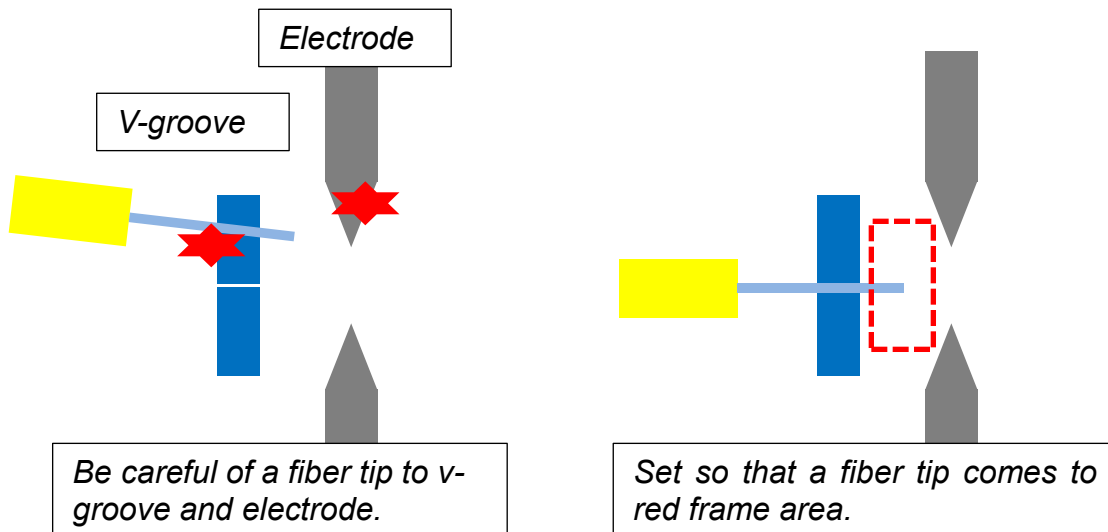 Electrode
V-groove
Be careful of a fiber tip to v-
groove and electrode.
Set so that a fiber tip comes to
red frame area.